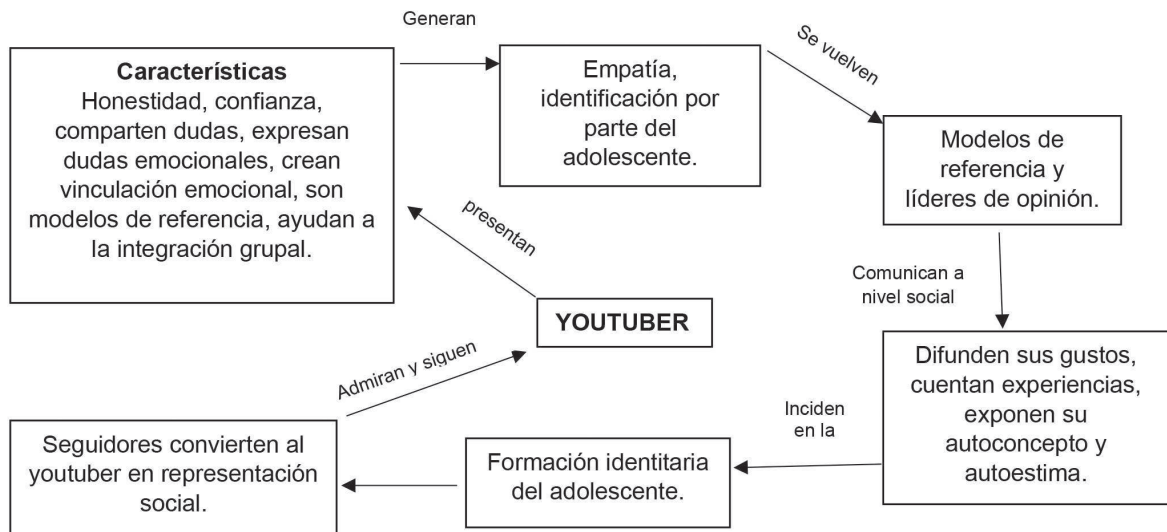 Generan
Características
Honestidad, confianza,
comparten dudas, expresan
dudas emocionales, crean
vinculación emocional, son
modelos de referencia, ayudan a
la integración grupal.
Empatía,
identificación por
parte del
adolescente.
Se vuelven
Modelos de
referencia y
líderes de opinión.
presentan
Comunican a
nivel social
YOUTUBER
Admiran y siguen
Difunden sus gustos,
cuentan experiencias,
exponen su
autoconcepto y
autoestima.
Inciden
en la
Formación identitaria
del adolescente.
Seguidores convierten al
youtuber en representación
social.